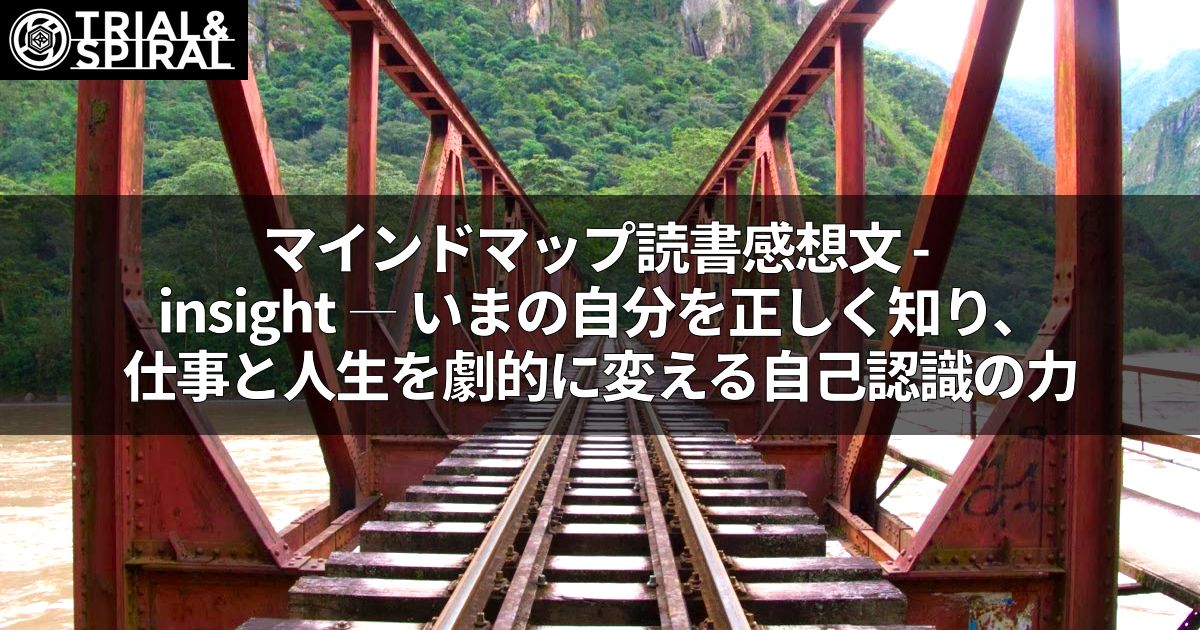 TRIAL&
SPIRAL
マインドマップ読書感想文 -
insight ― いまの自分を正しく知り、
仕事と人生を劇的に変える自己認識の力